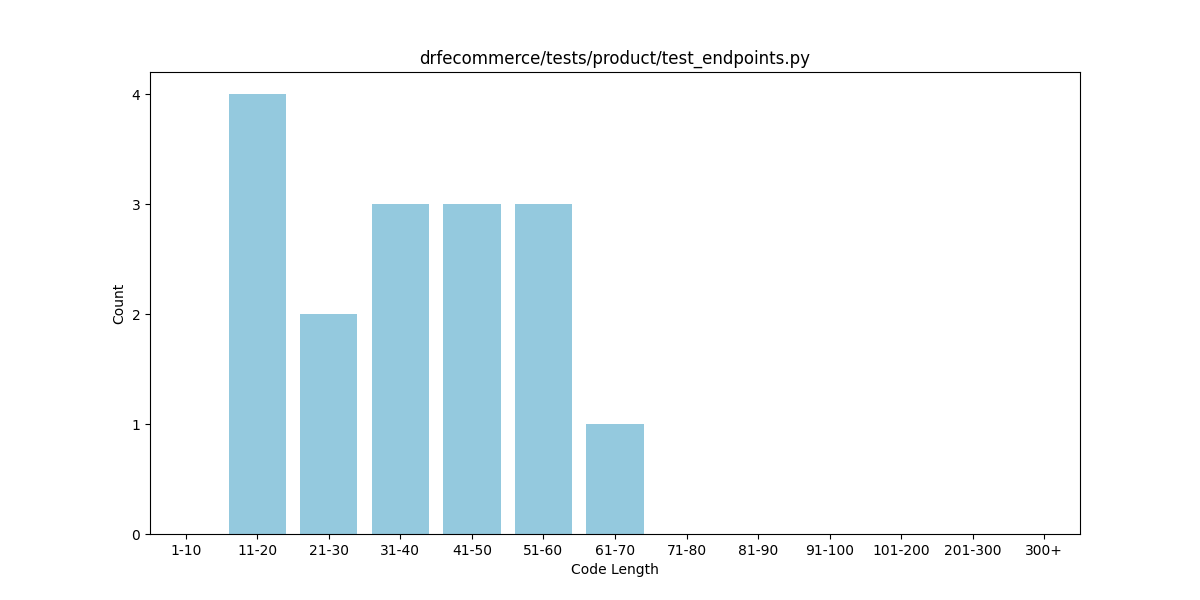 drfecommerce/tests/product/test_endpoints.py
4
3
2
1
0
Count
1-10 11-20 21-30 31-40 41-50 51-60 61-70 71-80 81-90 91-100 101-200 201-300 300+
Code Length